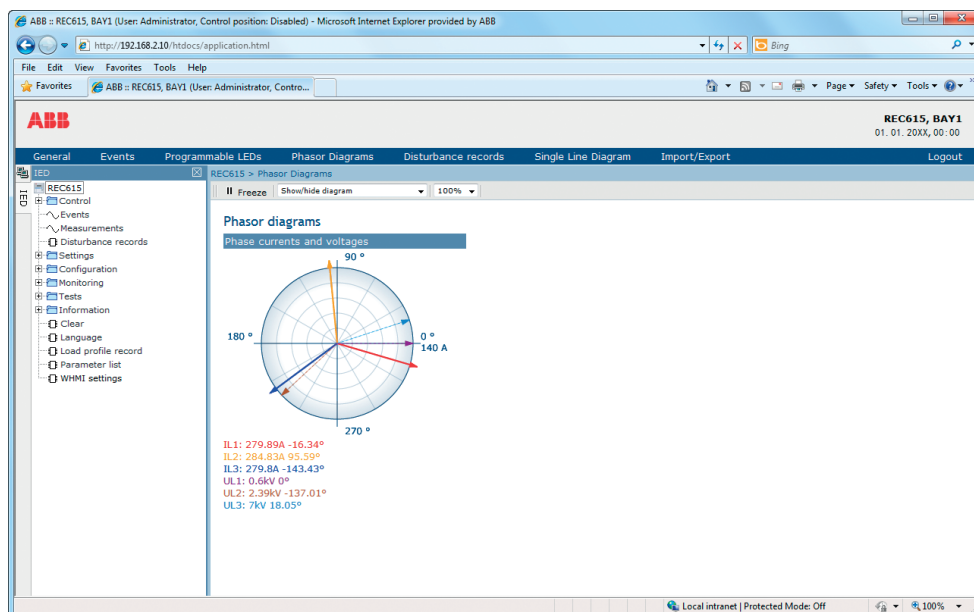 ABB :: REC615, BAY1 (User: Administrator, Control position: Disabled) - Microsoft Internet Explorer provided by ABB
http://192.168.2.10/htdocs/application.html
Bing
File Edit View Favorites Tools Help
Favorites
ABB :: REC615, BAY1 (User: Administrator, Contro...
Page Safety Tools
ABB
REC615, BAY1
01. 01. 20XX, 00:00
General Events Programmable LEDs Phasor Diagrams Disturbance records Single Line Diagram Import/Export Logout
IED
IED
REC615
Control
Events
Measurements
Disturbance records
Settings
Configuration
Monitoring
Tests
Information
Clear
Language
Load profile record
Parameter list
WHMI settings
REC615 > Phasor Diagrams
Freeze Show/hide diagram 100%
Phasor diagrams
Phase currents and voltages
90 °
180 °
0 °
140 A
270 °
IL1: 279.89A -16.34°
IL2: 284.83A 95.59°
IL3: 279.8A -143.43°
UL1: 0.6kV 0°
UL2: 2.39kV -137.01°
UL3: 7kV 18.05°
Local intranet | Protected Mode: Off
100%